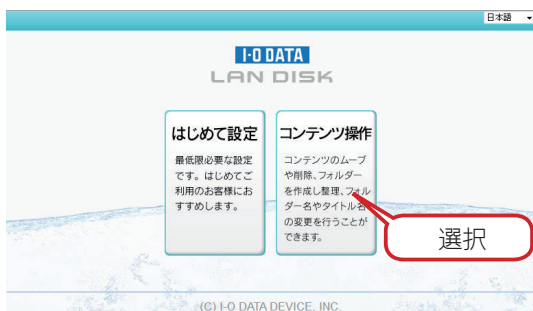 日本語
I-O DATA
LAN DISK
はじめて設定
最低限必要な設定
です。はじめてご
利用のお客様にお
すすめします。
コンテンツ操作
コンテンツのムーブ
や削除、フォルダー
を作成し整理、フォル
ダー名やタイトル名
の変更を行うことが
できます。
選択
(C) I-O DATA DEVICE, INC.